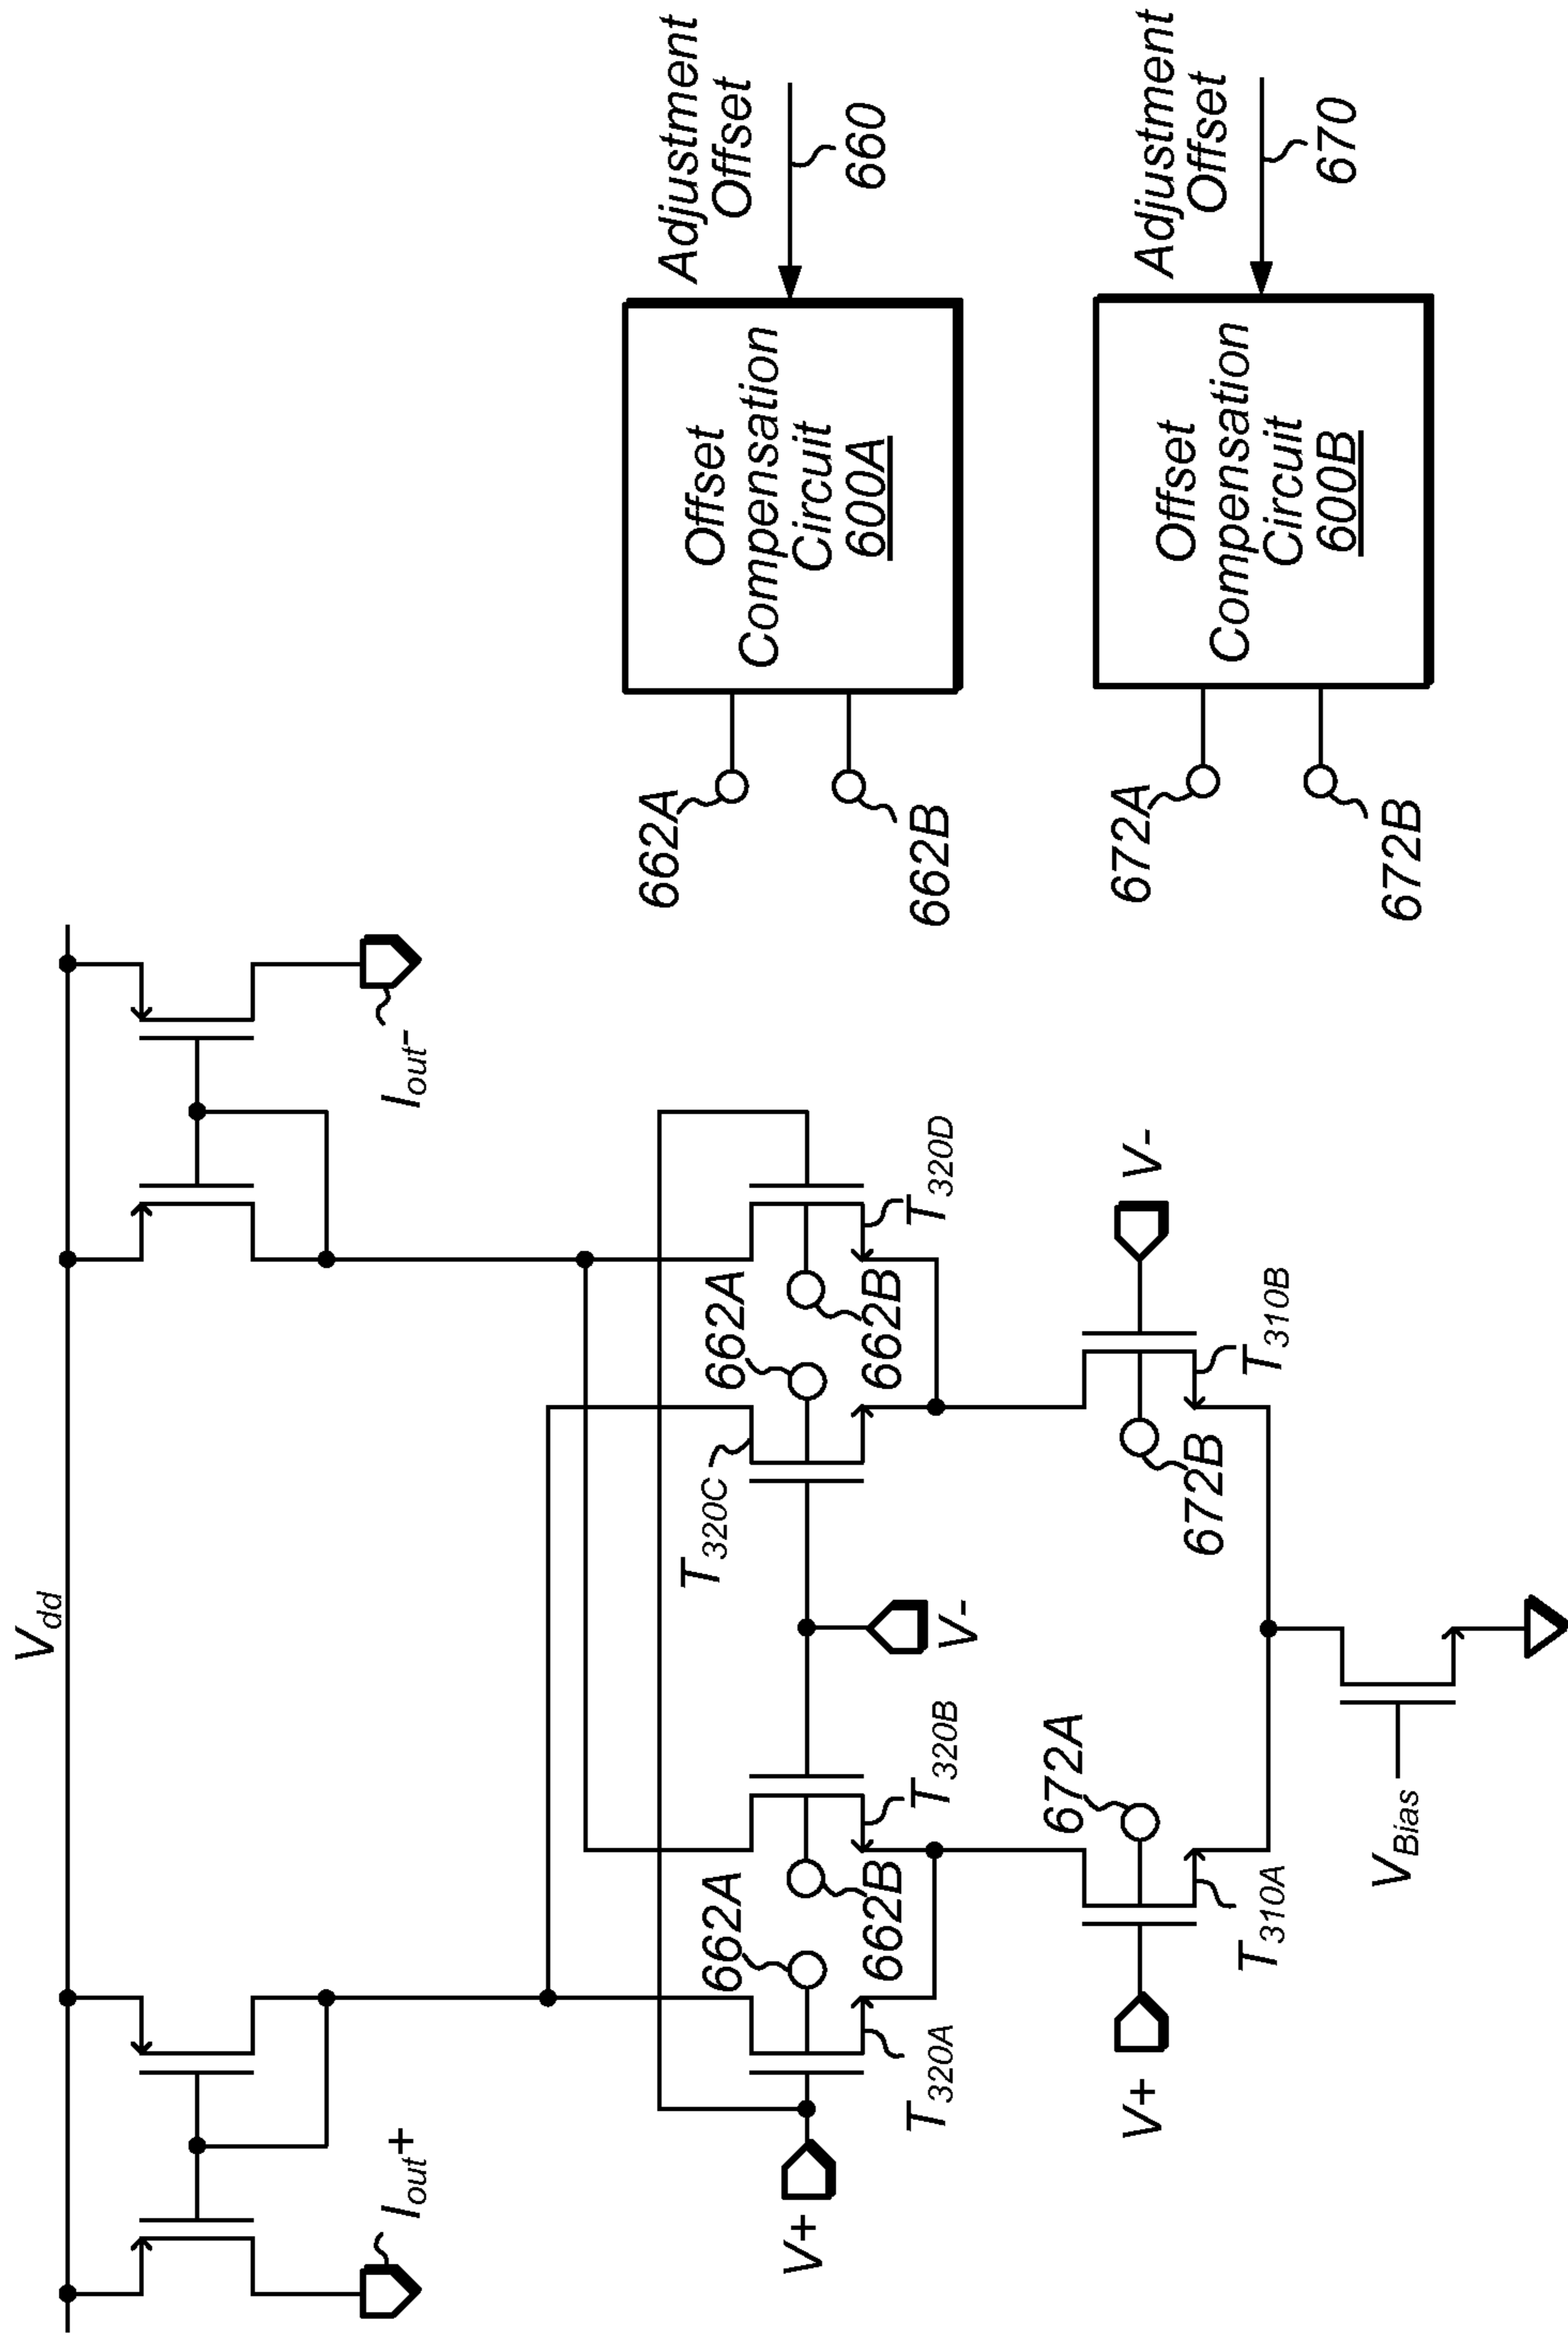 V_dd
I_out+
I_out-
V+
T_320A
662A
662B
T_320B
V-
T_320C
662A
662B
T_320D
V+
T_310A
672A
672B
T_310B
V-
V_Bias
662A
662B
Offset
Compensation
Circuit
600A
Adjustment
Offset
660
672A
672B
Offset
Compensation
Circuit
600B
Adjustment
Offset
670